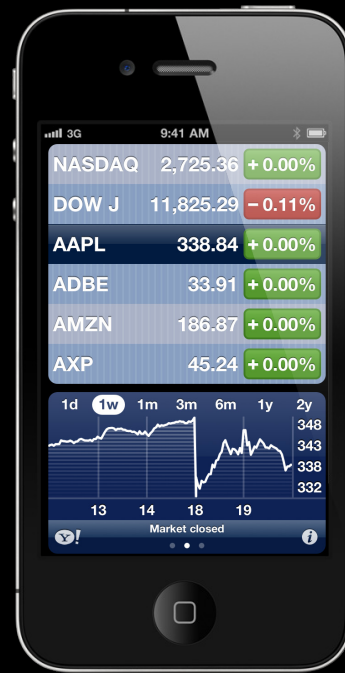 3G 9:41 AM
NASDAQ 2,725.36 +0.00%
DOW J 11,825.29 −0.11%
AAPL 338.84 +0.00%
ADBE 33.91 +0.00%
AMZN 186.87 +0.00%
AXP 45.24 +0.00%
1d 1w 1m 3m 6m 1y 2y
348
343
338
332
13 14 18 19
Market closed
Y! i